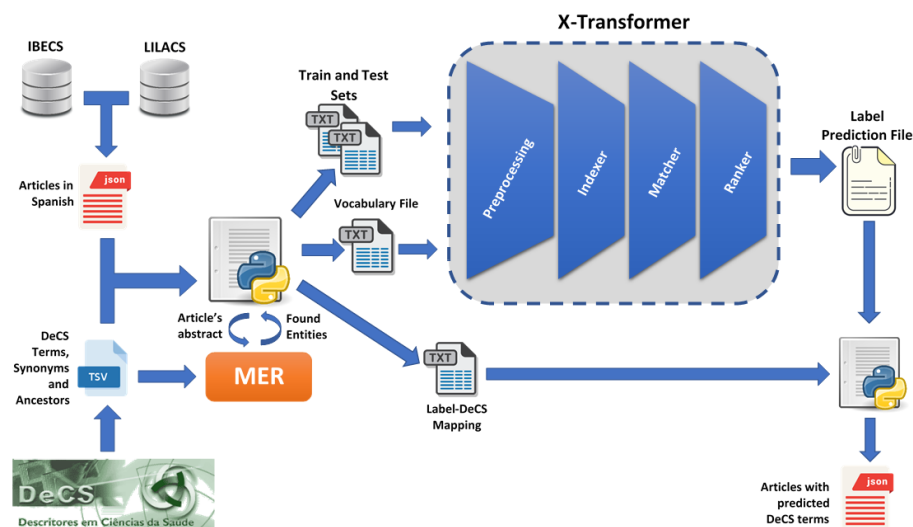 X-Transformer
IBECS
LILACS
Train and Test
Sets
TXT
TXT
Preprocessing
Indexer
Matcher
Ranker
Label
Prediction File
Articles in
Spanish
json
Vocabulary File
TXT
Article's
abstract
Found
Entities
DeCS
Terms,
Synonyms
and
Ancestors
TSV
MER
TXT
Label-DeCS
Mapping
DeCS
Descritores em Ciências da Saúde
Articles with
predicted
DeCS terms
json